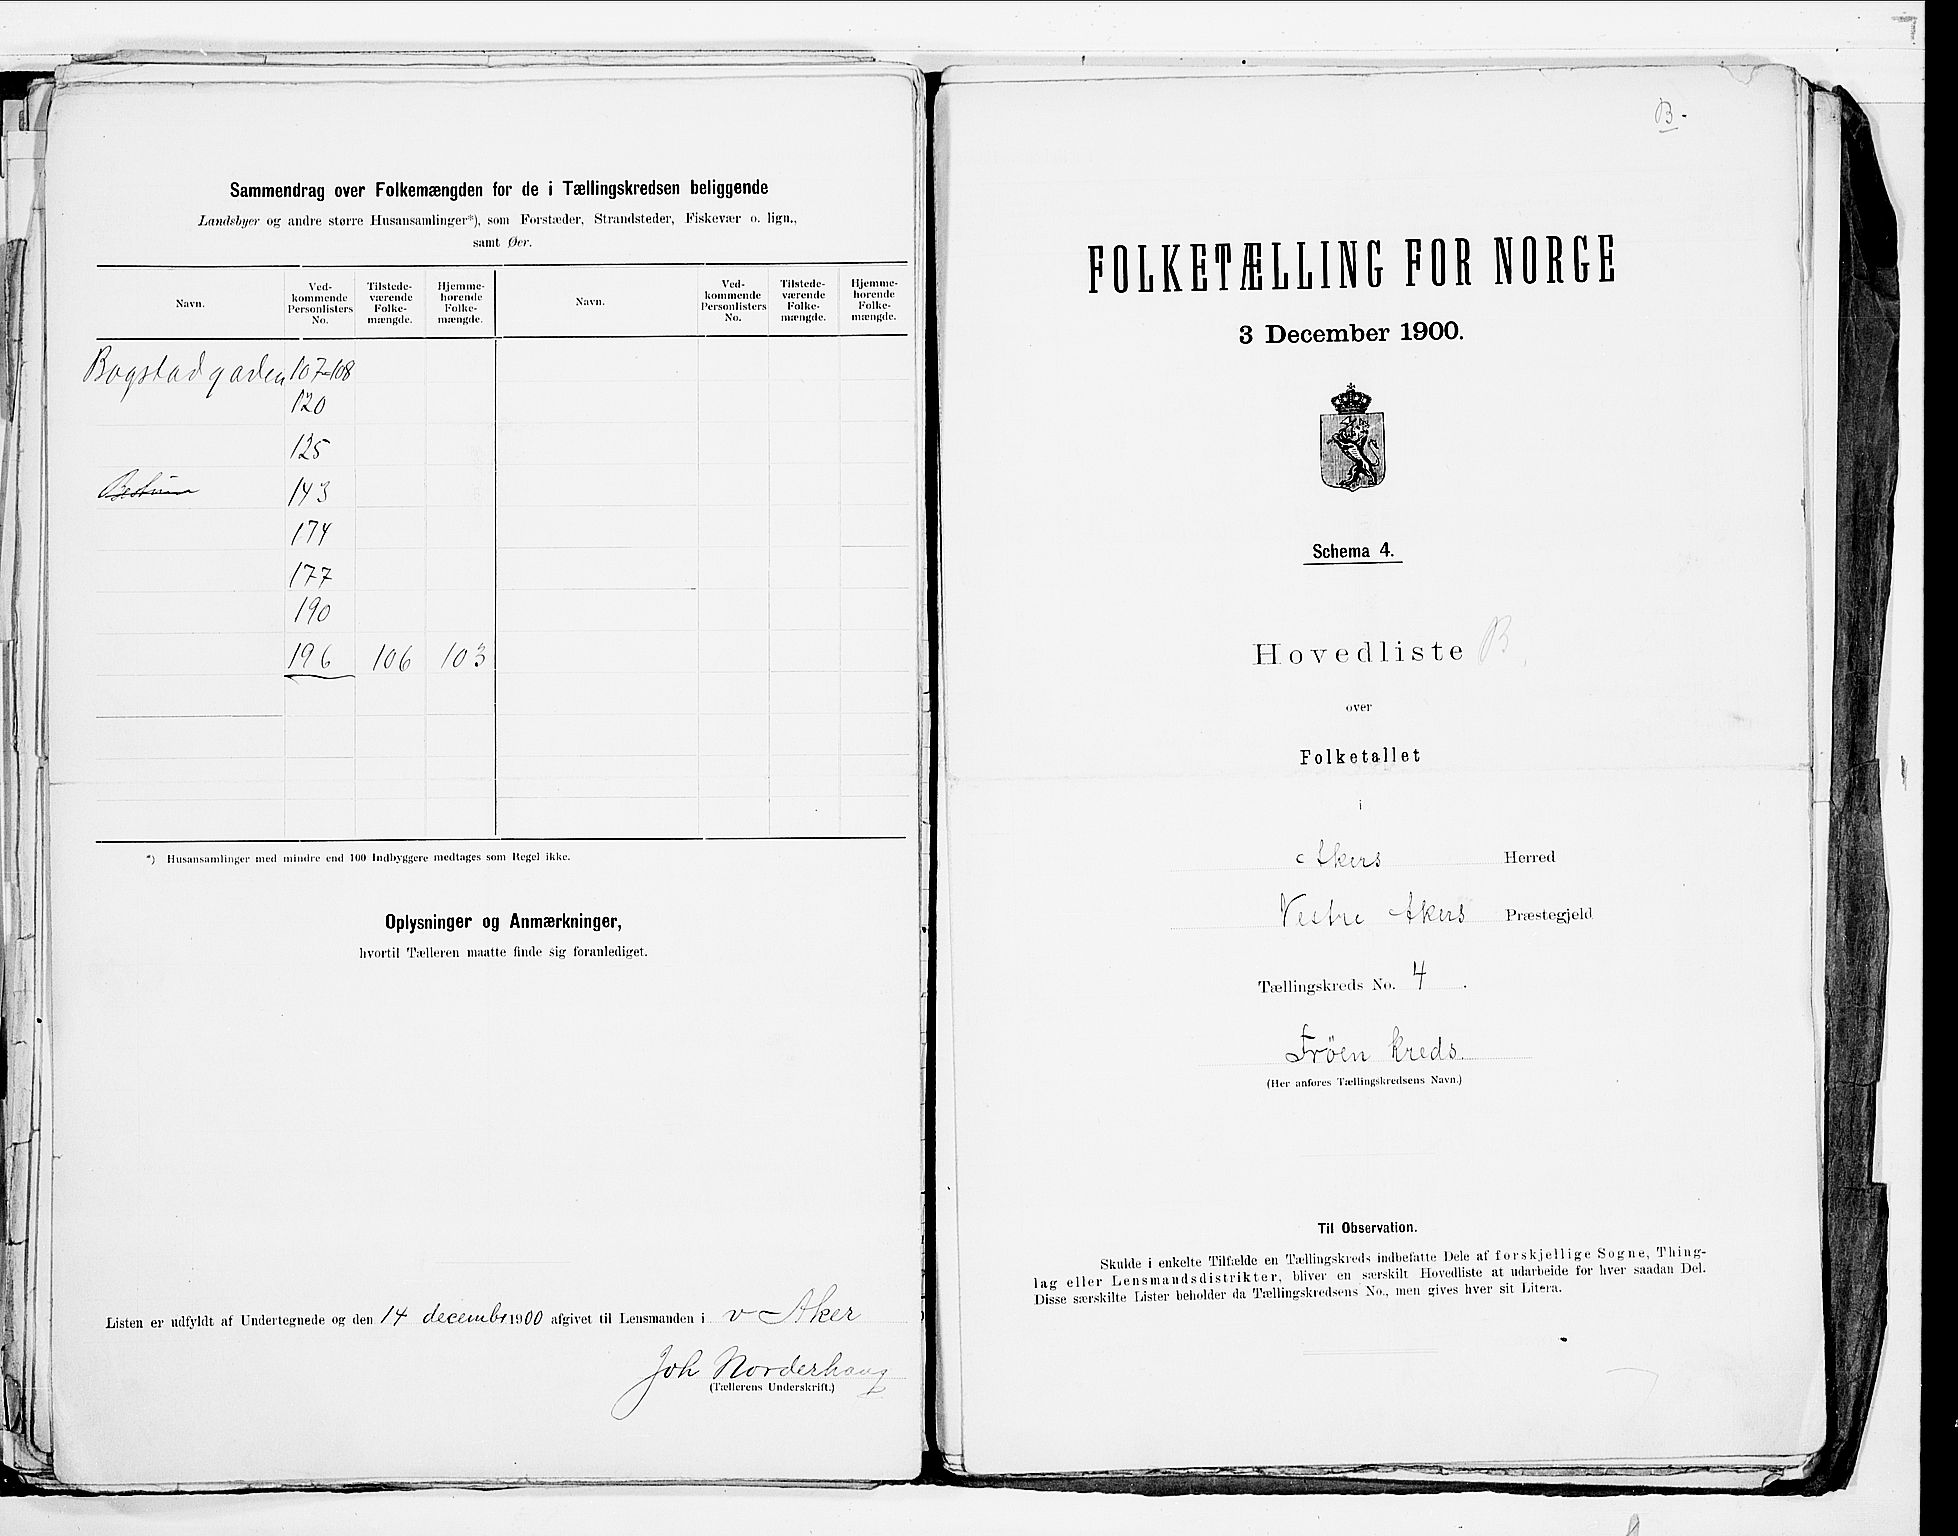 Sammendrag over Folkemængden for de i Tællingskredsen beliggende
Landsbyer og andre større Husansamlinger*), som Forstæder, Strandsteder, Fiskevær o. lign.,
samt Øer.
Navn. Ved-kommende Personlisters No. Tilstede-værende Folke-mængde. Hjemme-hørende Folke-mængde. Navn. Ved-kommende Personlisters No. Tilstede-værende Folke-mængde. Hjemme-hørende Folke-mængde.
Bogstadgaden 107-108
120
125
143
174
177
190
196 106 103
*) Husansamlinger med mindre end 100 Indbyggere medtages som Regel ikke.
Oplysninger og Anmærkninger,
hvortil Tælleren maatte finde sig foranlediget.
Listen er udfyldt af Undertegnede og den 14 decembr 1900 afgivet til Lensmanden i v Aker
Joh Norderhaug
(Tællerens Underskrift.)
B.
FOLKETÆLLING FOR NORGE
3 December 1900.
Schema 4.
Hovedliste B
over
Folketallet
i
Akers Herred
Vestre Akers Præstegjeld
Tællingskreds No. 4.
Frøen kreds.
(Her anføres Tællingskredsens Navn.)
Til Observation.
Skulde i enkelte Tilfælde en Tællingskreds indbefatte Dele af forskjellige Sogne, Thing-
lag eller Lensmandsdistrikter, bliver en særskilt Hovedliste at udarbeide for hver saadan Del.
Disse særskilte Lister beholder da Tællingskredsens No., men gives hver sit Litera.